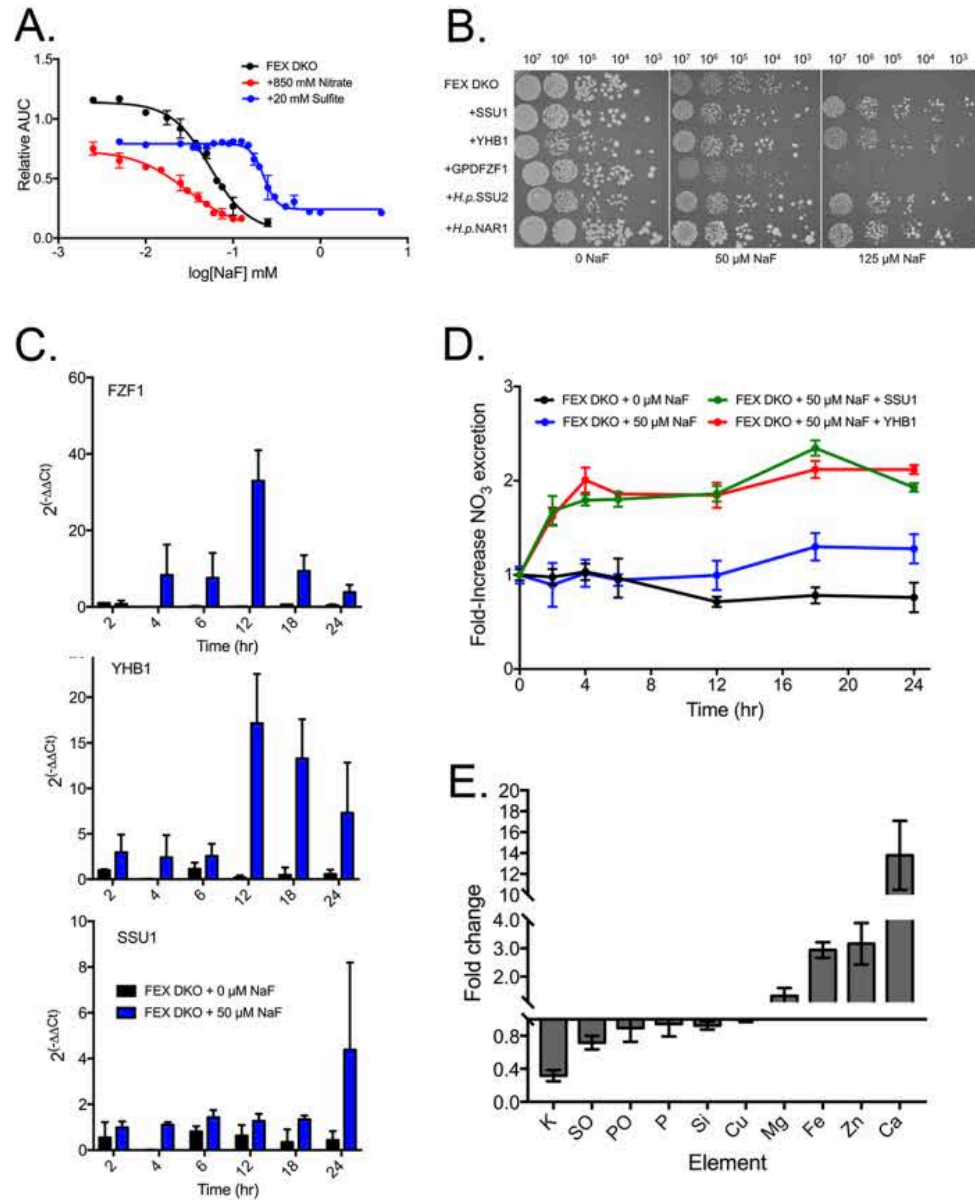 A.
1.5
1.0
0.5
0.0
Relative AUC
FEX DKO
+850 mM Nitrate
+20 mM Sulfite
-3 -2 -1 0 1
log[NaF] mM
B.
10⁷ 10⁶ 10⁵ 10⁴ 10³ 10⁷ 10⁶ 10⁵ 10⁴ 10³ 10⁷ 10⁶ 10⁵ 10⁴ 10³
FEX DKO
+SSU1
+YHB1
+GPDFZF1
+H.p.SSU2
+H.p.NAR1
0 NaF 50 µM NaF 125 µM NaF
C.
FZF1
60
40
20
0
2^(-ΔΔCt)
2 4 6 12 18 24
Time (hr)
YHB1
20
15
10
5
0
2^(-ΔΔCt)
2 4 6 12 18 24
Time (hr)
SSU1
10
8
6
4
2
0
2^(-ΔΔCt)
FEX DKO + 0 µM NaF
FEX DKO + 50 µM NaF
2 4 6 12 18 24
Time (hr)
D.
3
2
1
0
Fold-Increase NO₃ excretion
FEX DKO + 0 µM NaF FEX DKO + 50 µM NaF + SSU1
FEX DKO + 50 µM NaF FEX DKO + 50 µM NaF + YHB1
0 4 8 12 16 20 24
Time (hr)
E.
20
18
16
14
12
10
4.0
3.0
2.0
0.8
0.4
0.0
Fold change
K SO PO P Si Cu Mg Fe Zn Ca
Element